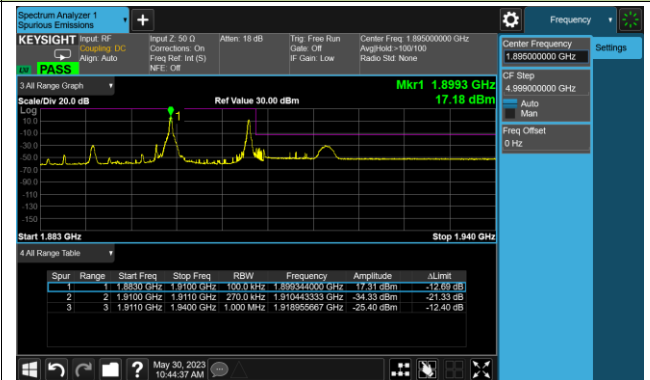 Spectrum Analyzer 1
Spurious Emissions
Frequency
KEYSIGHT Input: RF
Coupling: DC
Align: Auto
Input Z: 50 Ω
Corrections: On
Freq Ref: Int (S)
NFE: Off
Atten: 18 dB
Trig: Free Run
Gate: Off
IF Gain: Low
Center Freq: 1.895000000 GHz
Avg|Hold:>100/100
Radio Std: None
PASS
Center Frequency
1.895000000 GHz
Settings
CF Step
4.999000000 GHz
Auto
Man
Freq Offset
0 Hz
3 All Range Graph
Mkr1 1.8993 GHz
Scale/Div 20.0 dB
Ref Value 30.00 dBm
17.18 dBm
Log
10.0
-10.0
-30.0
-50.0
-70.0
-90.0
-110
-130
-150
1
Start 1.883 GHz
Stop 1.940 GHz
4 All Range Table
Spur Range Start Freq Stop Freq RBW Frequency Amplitude ΔLimit
1 1 1.8830 GHz 1.9100 GHz 100.0 kHz 1.899344000 GHz 17.31 dBm -12.69 dB
2 2 1.9100 GHz 1.9110 GHz 270.0 kHz 1.910443333 GHz -34.33 dBm -21.33 dB
3 3 1.9110 GHz 1.9400 GHz 1.000 MHz 1.918955667 GHz -25.40 dBm -12.40 dB
?
May 30, 2023
10:44:37 AM